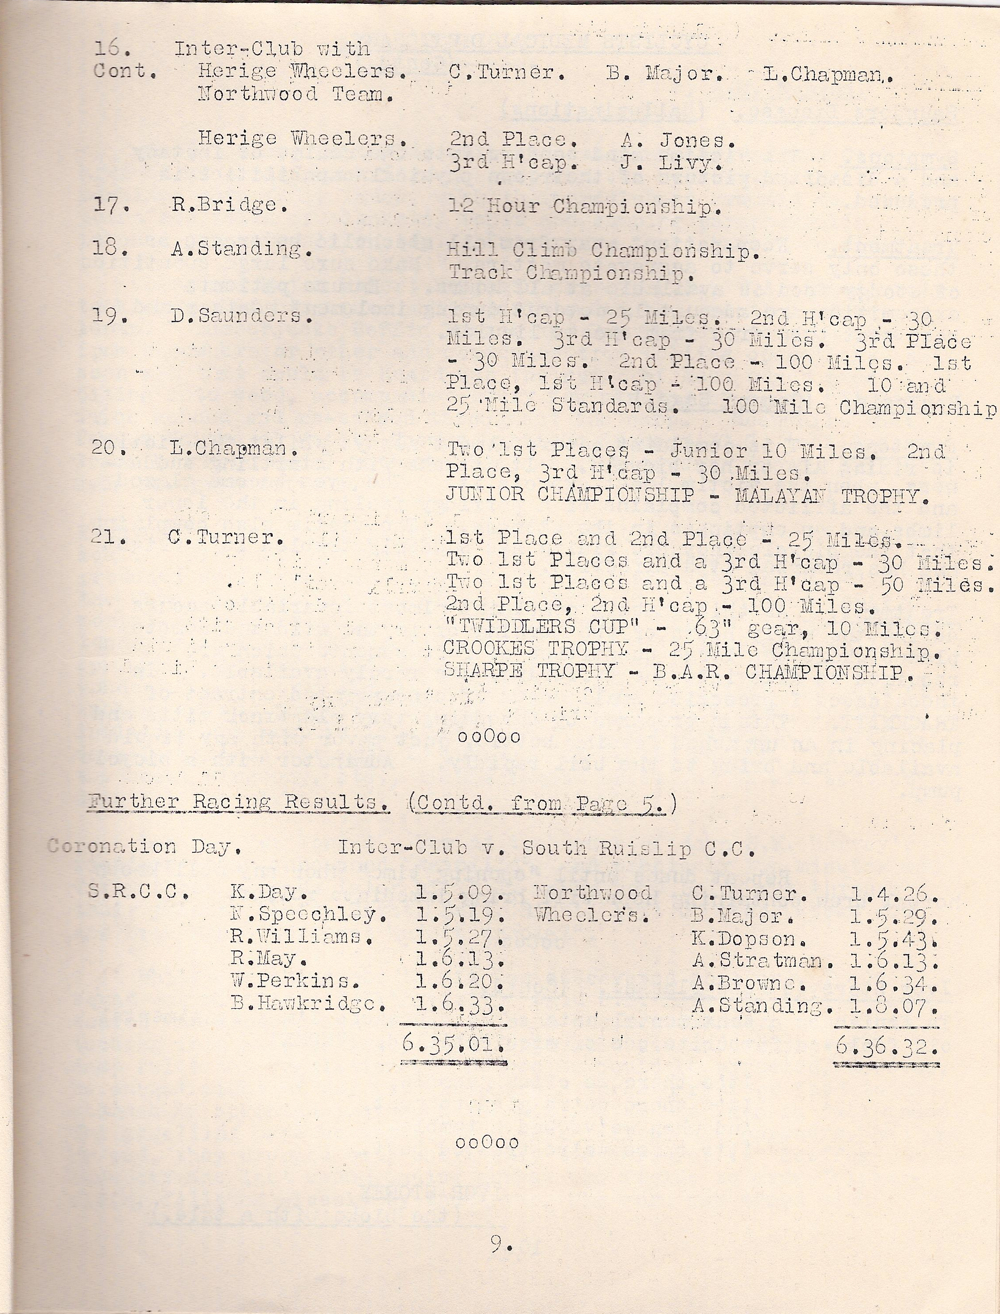 16. Inter-Club with
Cont. Herige Wheelers. C.Turner. B. Major. L.Chapman.
Northwood Team.
Herige Wheelers. 2nd Place. A. Jones.
3rd H'cap. J. Livy.
17. R.Bridge. 12 Hour Championship.
18. A.Standing. Hill Climb Championship.
Track Championship.
19. D.Saunders. 1st H'cap - 25 Miles. 2nd H'cap - 30
Miles. 3rd H'cap - 30 Miles. 3rd Place
- 30 Miles. 2nd Place - 100 Miles. 1st
Place, 1st H'cap - 100 Miles. 10 and
25 Mile Standards. 100 Mile Championship
20. L.Chapman. Two 1st Places - Junior 10 Miles. 2nd
Place, 3rd H'cap - 30 Miles.
JUNIOR CHAMPIONSHIP - MALAYAN TROPHY.
21. C.Turner. 1st Place and 2nd Place - 25 Miles.
Two 1st Places and a 3rd H'cap - 30 Miles.
Two 1st Places and a 3rd H'cap - 50 Miles.
2nd Place, 2nd H'cap - 100 Miles.
"TWIDDLERS CUP" - 63" gear, 10 Miles.
CROOKES TROPHY - 25 Mile Championship.
SHARPE TROPHY - B.A.R. CHAMPIONSHIP.
ooOoo
Further Racing Results. (Contd. from Page 5.)
Coronation Day. Inter-Club v. South Ruislip C.C.
S.R.C.C. K.Day. 1.5.09. Northwood C.Turner. 1.4.26.
N.Speechley. 1.5.19. Wheelers. B.Major. 1.5.29.
R.Williams. 1.5.27. K.Dopson. 1.5.43.
R.May. 1.6.13. A.Stratman. 1.6.13.
W.Perkins. 1.6.20. A.Browne. 1.6.34.
B.Hawkridge. 1.6.33. A.Standing. 1.8.07.
6.35.01. 6.36.32.
ooOoo
9.